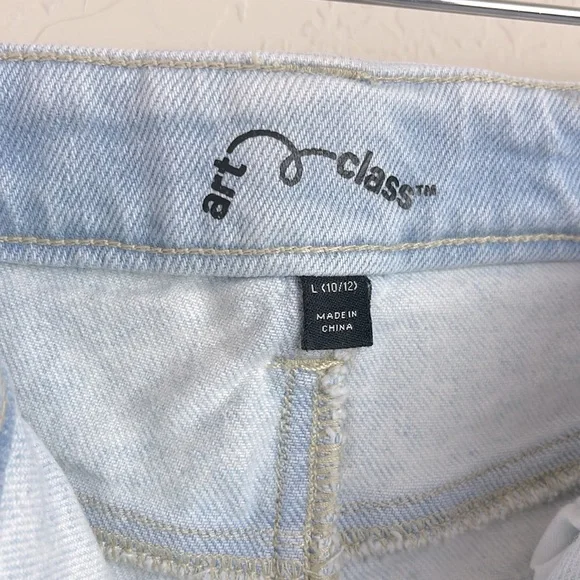 art class™
L (10/12)
MADE IN
CHINA